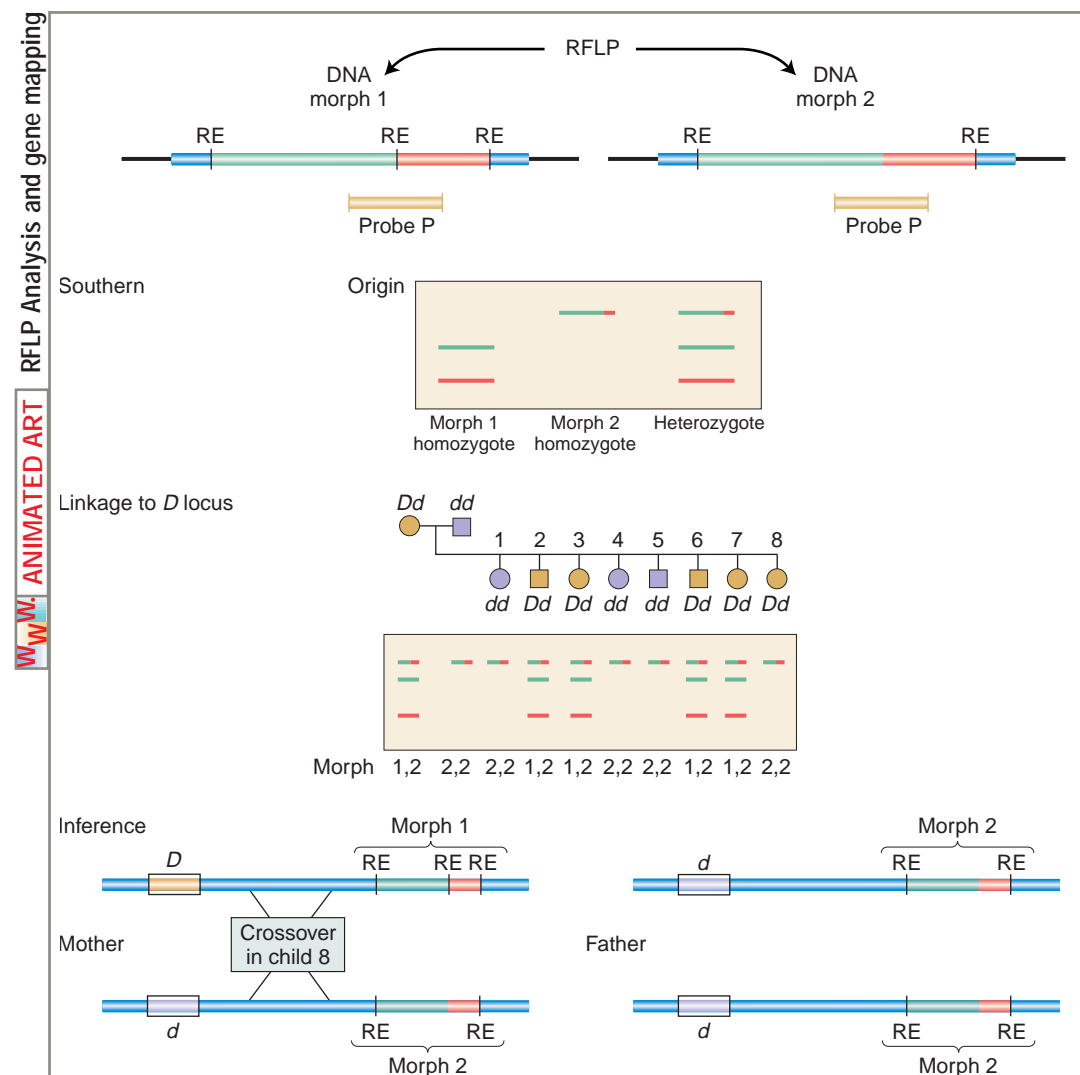 RFLP Analysis and gene mapping
WWW. ANIMATED ART
RFLP
DNA morph 1
DNA morph 2
RE RE RE RE RE
Probe P Probe P
Southern
Origin
Morph 1 homozygote
Morph 2 homozygote
Heterozygote
Linkage to D locus
Dd dd
1 2 3 4 5 6 7 8
dd Dd Dd dd dd Dd Dd Dd
Morph 1,2 2,2 2,2 1,2 1,2 2,2 2,2 1,2 1,2 2,2
Inference
Morph 1 Morph 2
D RE RE RE d RE RE
Mother
Crossover in child 8
Father
d RE RE d RE RE
Morph 2 Morph 2